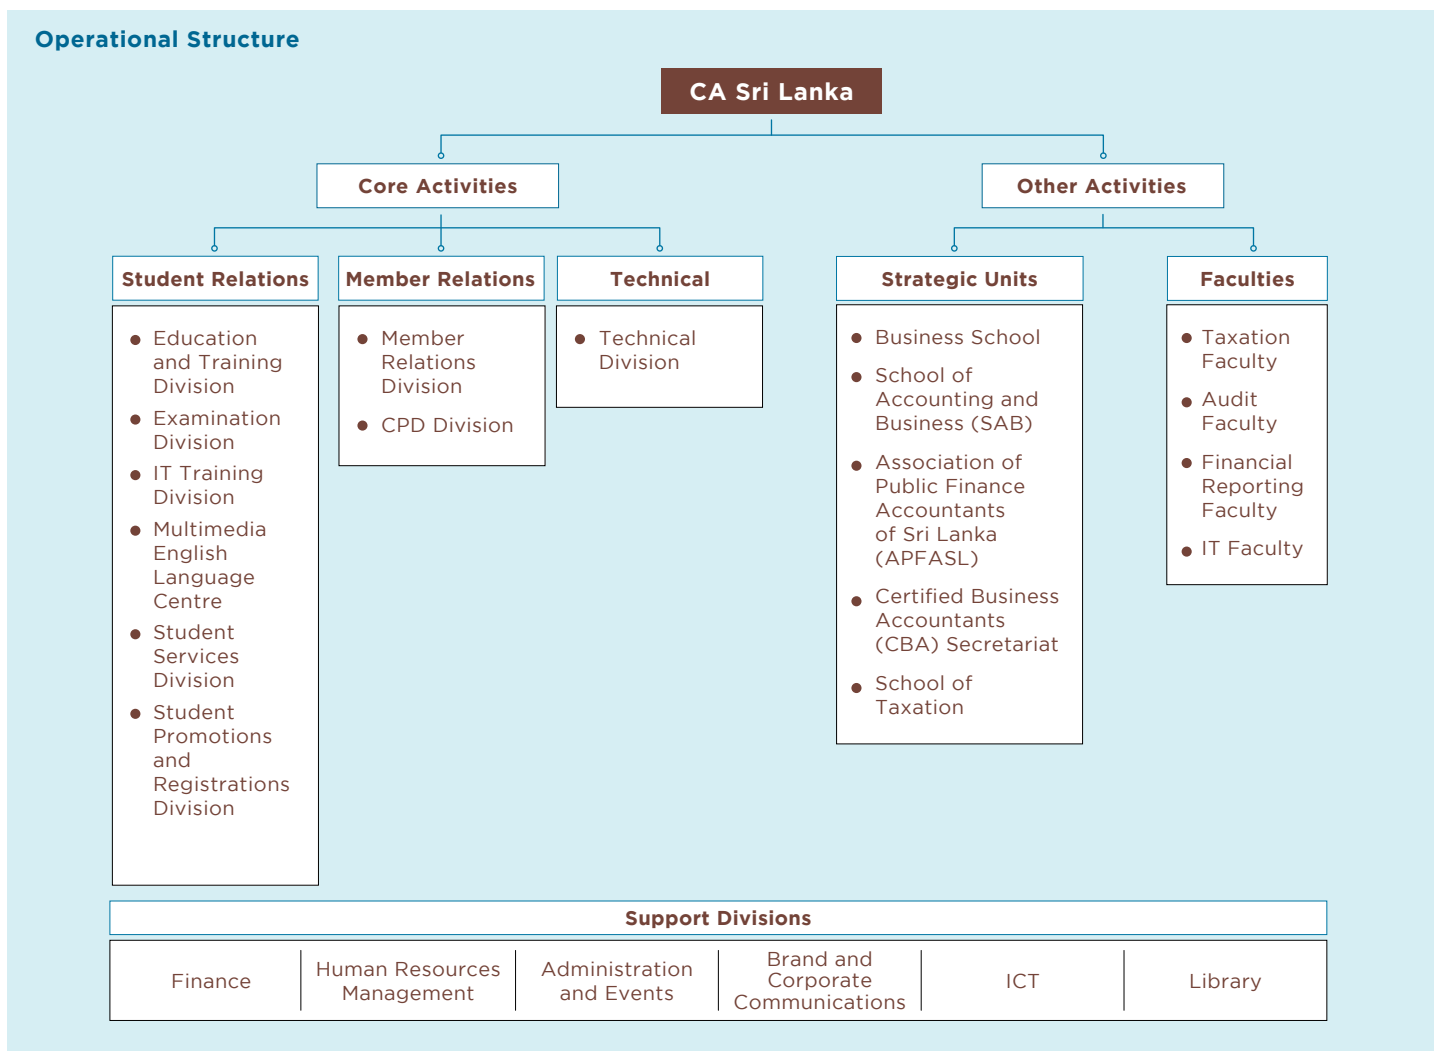 Operational Structure
CA Sri Lanka
Core Activities
Other Activities
Student Relations
Member Relations
Technical
Strategic Units
Faculties
Education
and Training
Division
Examination
Division
IT Training
Division
Multimedia
English
Language
Centre
Student
Services
Division
Student
Promotions
and
Registrations
Division
Member
Relations
Division
CPD Division
Technical
Division
Business School
School of
Accounting and
Business (SAB)
Association of
Public Finance
Accountants
of Sri Lanka
(APFASL)
Certified Business
Accountants
(CBA) Secretariat
School of
Taxation
Taxation
Faculty
Audit
Faculty
Financial
Reporting
Faculty
IT Faculty
Support Divisions
Finance
Human Resources
Management
Administration
and Events
Brand and
Corporate
Communications
ICT
Library